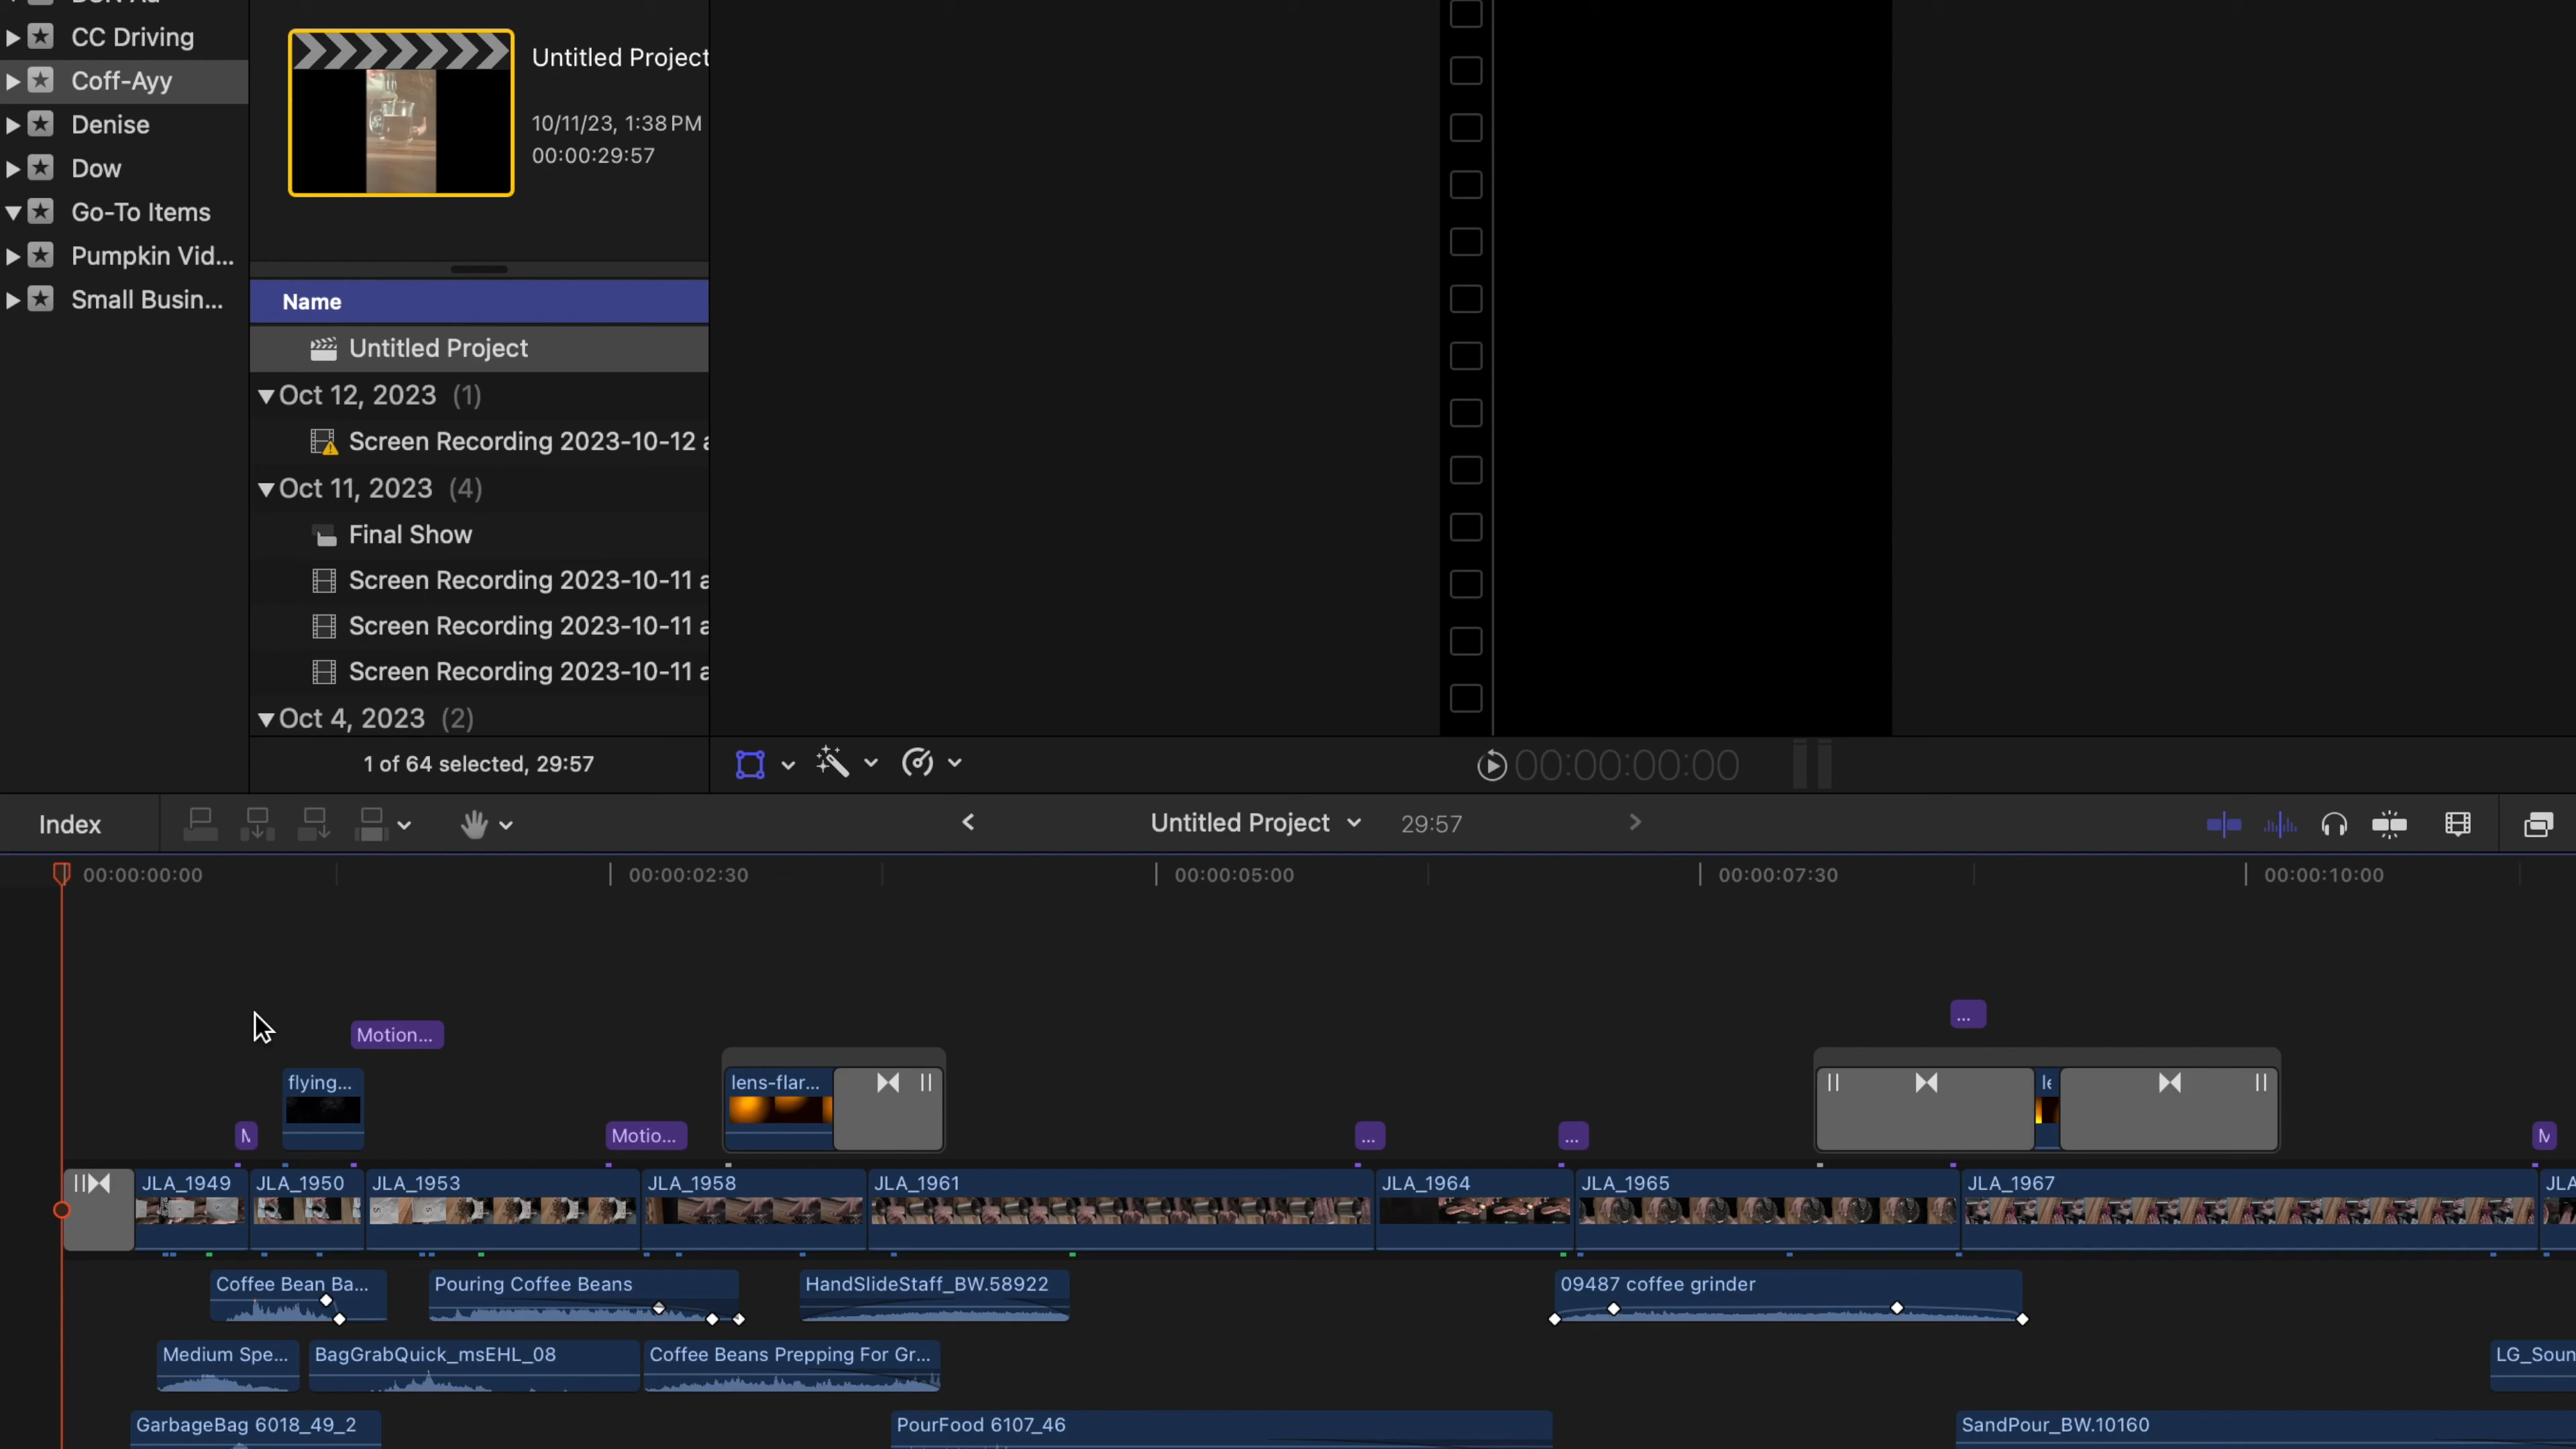 CC Driving
Coff-Ayy
Denise
Dow
Go-To Items
Pumpkin Vid...
Small Busin...
Untitled Project
10/11/23, 1:38 PM
00:00:29:57
Name
Untitled Project
Oct 12, 2023 (1)
Screen Recording 2023-10-12 a
Oct 11, 2023 (4)
Final Show
Screen Recording 2023-10-11 a
Screen Recording 2023-10-11 a
Screen Recording 2023-10-11 a
Oct 4, 2023 (2)
1 of 64 selected, 29:57
00:00:00:00
Index
Untitled Project
29:57
00:00:00:00
00:00:02:30
00:00:05:00
00:00:07:30
00:00:10:00
...
Motion...
flying...
lens-flar...
le
M
Motio...
...
...
M
JLA_1949
JLA_1950
JLA_1953
JLA_1958
JLA_1961
JLA_1964
JLA_1965
JLA_1967
JLA
Coffee Bean Ba...
Pouring Coffee Beans
HandSlideStaff_BW.58922
09487 coffee grinder
Medium Spe...
BagGrabQuick_msEHL_08
Coffee Beans Prepping For Gr...
LG_Soun
GarbageBag 6018_49_2
PourFood 6107_46
SandPour_BW.10160